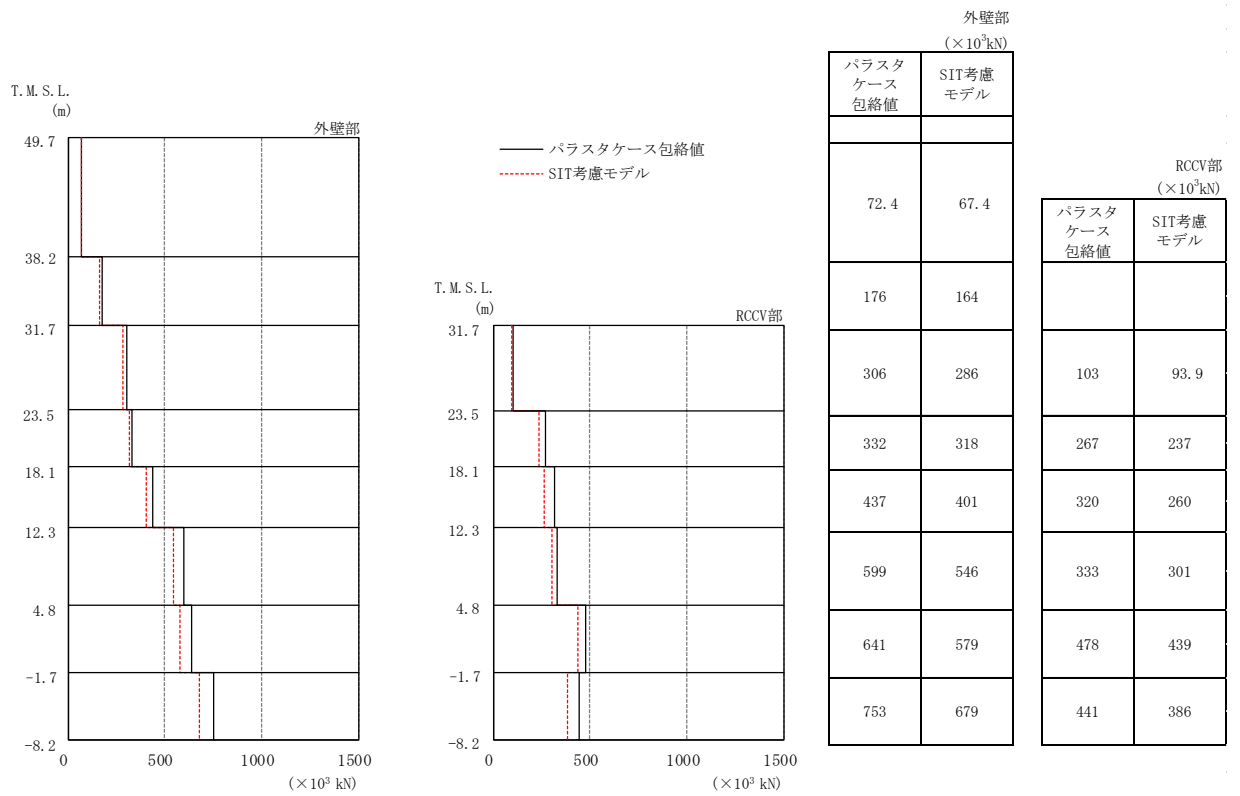 T.M.S.L.
(m)
外壁部
49.7
38.2
31.7
23.5
18.1
12.3
4.8
-1.7
-8.2
0 500 1000 1500
(×10³ kN)
パラスタケース包絡値
SIT考慮モデル
T.M.S.L.
(m)
RCCV部
31.7
23.5
18.1
12.3
4.8
-1.7
-8.2
0 500 1000 1500
(×10³ kN)
外壁部
(×10³kN)
パラスタ
ケース
包絡値
SIT考慮
モデル
72.4 67.4
176 164
306 286
332 318
437 401
599 546
641 579
753 679
RCCV部
(×10³kN)
パラスタ
ケース
包絡値
SIT考慮
モデル
103 93.9
267 237
320 260
333 301
478 439
441 386